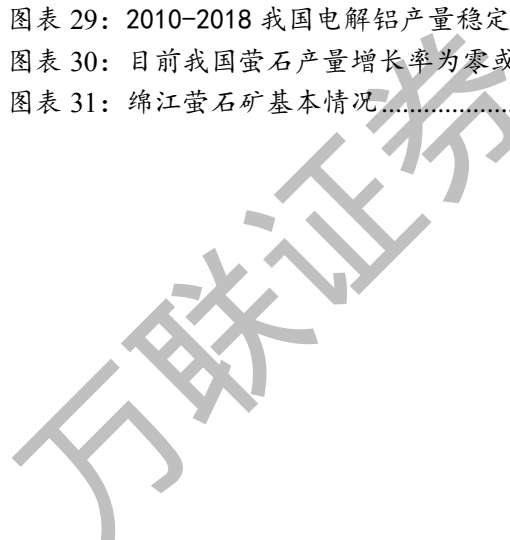 图表 29：2010-2018 我国电解铝产量稳定
图表 30：目前我国萤石产量增长率为零或
图表 31：绵江萤石矿基本情况......................
万联证券